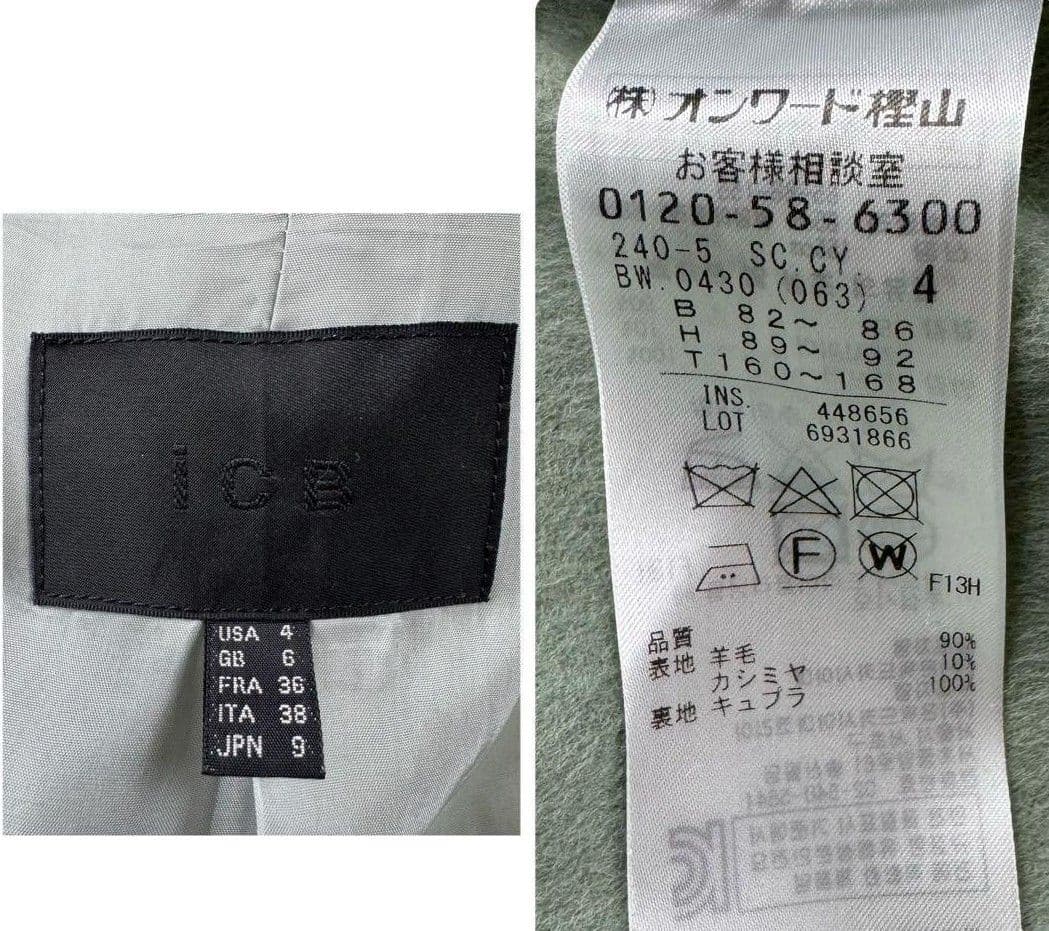 iCB
USA 4
GB 6
FRA 36
ITA 38
JPN 9
(株)オンワード樫山
お客様相談室
0120-58-6300
240-5 SC.CY.
BW.0430 (063) 4
B 82〜 86
H 89〜 92
T160〜168
INS. 448656
LOT 6931866
F
W
F13H
品質
表地 羊毛 90%
カシミヤ 10%
裏地 キュプラ 100%